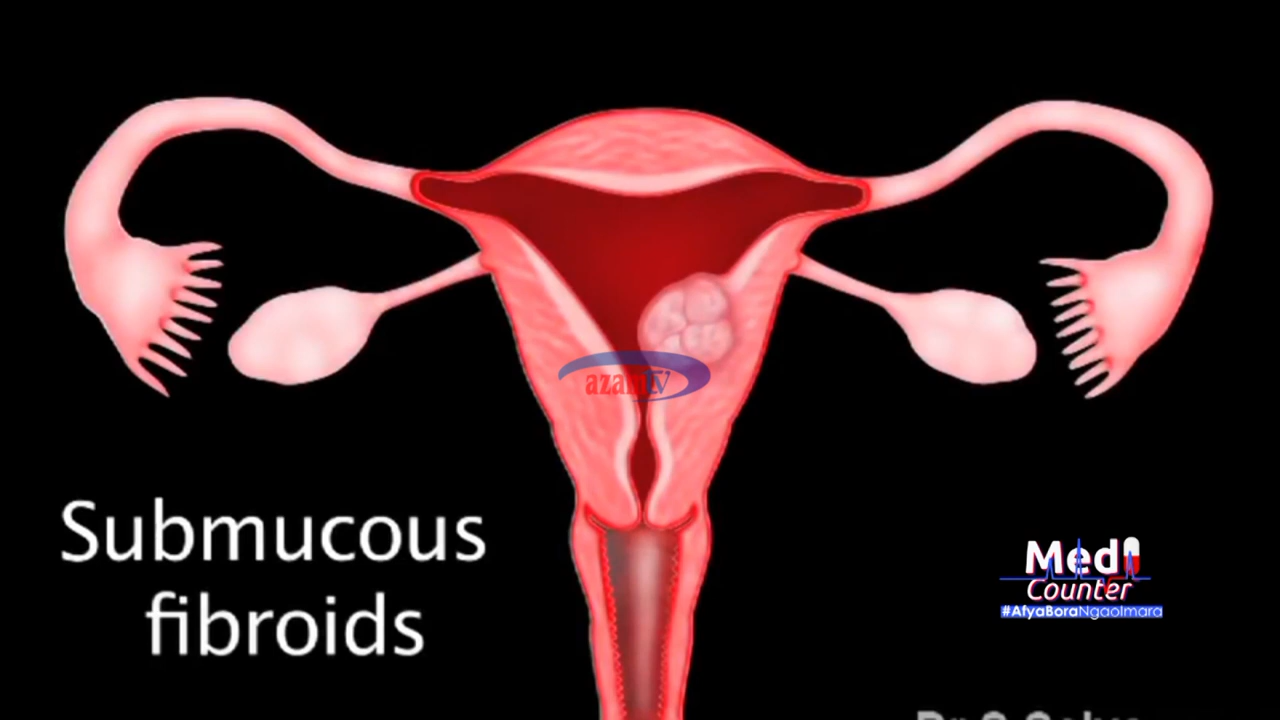 azam tv
Submucous
fibroids
Medi
Counter
#AfyaBoraNgaoImara